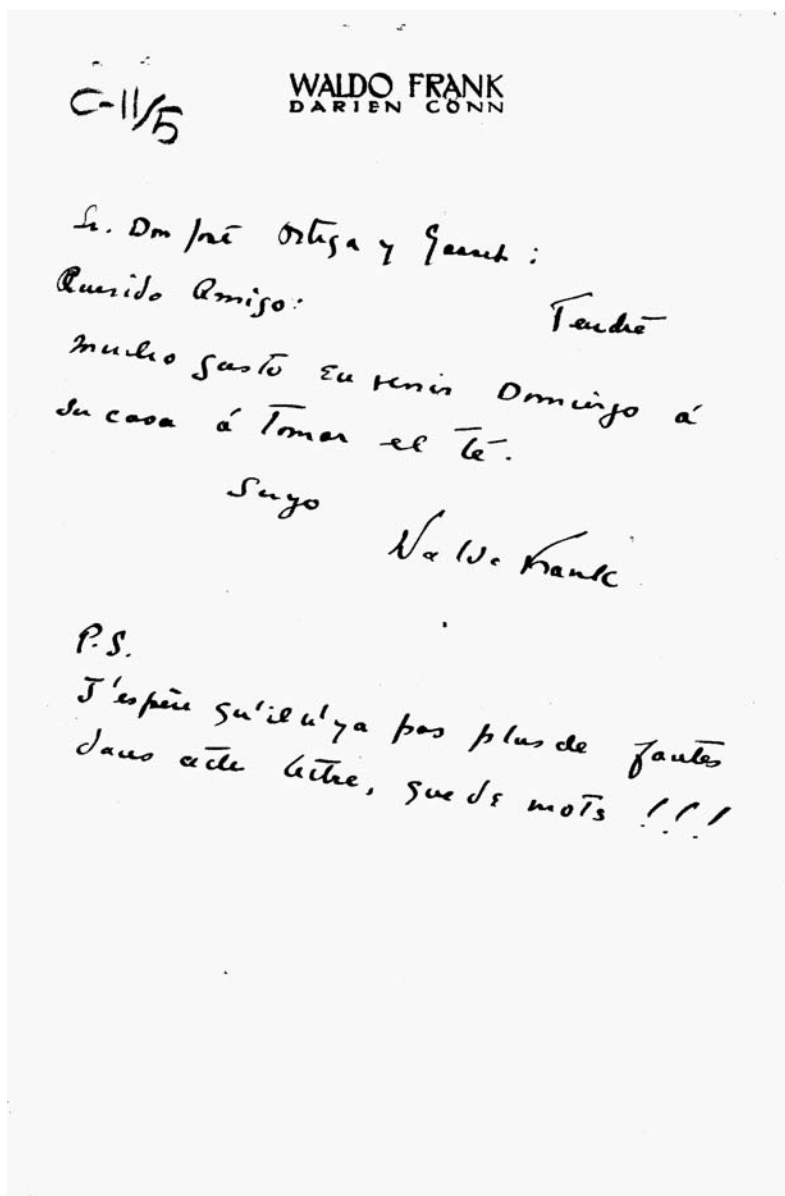 C-11/5
WALDO FRANK
DARIEN CONN
Sr. Don José Ortega y Gasset :
Querido Amigo: Tendré
mucho gusto en venir Domingo á
su casa á Tomar el té.
Suyo
Waldo Frank
P.S.
J'espère qu'il n'y a pas plus de fautes
dans cette lettre, que de mots !!!